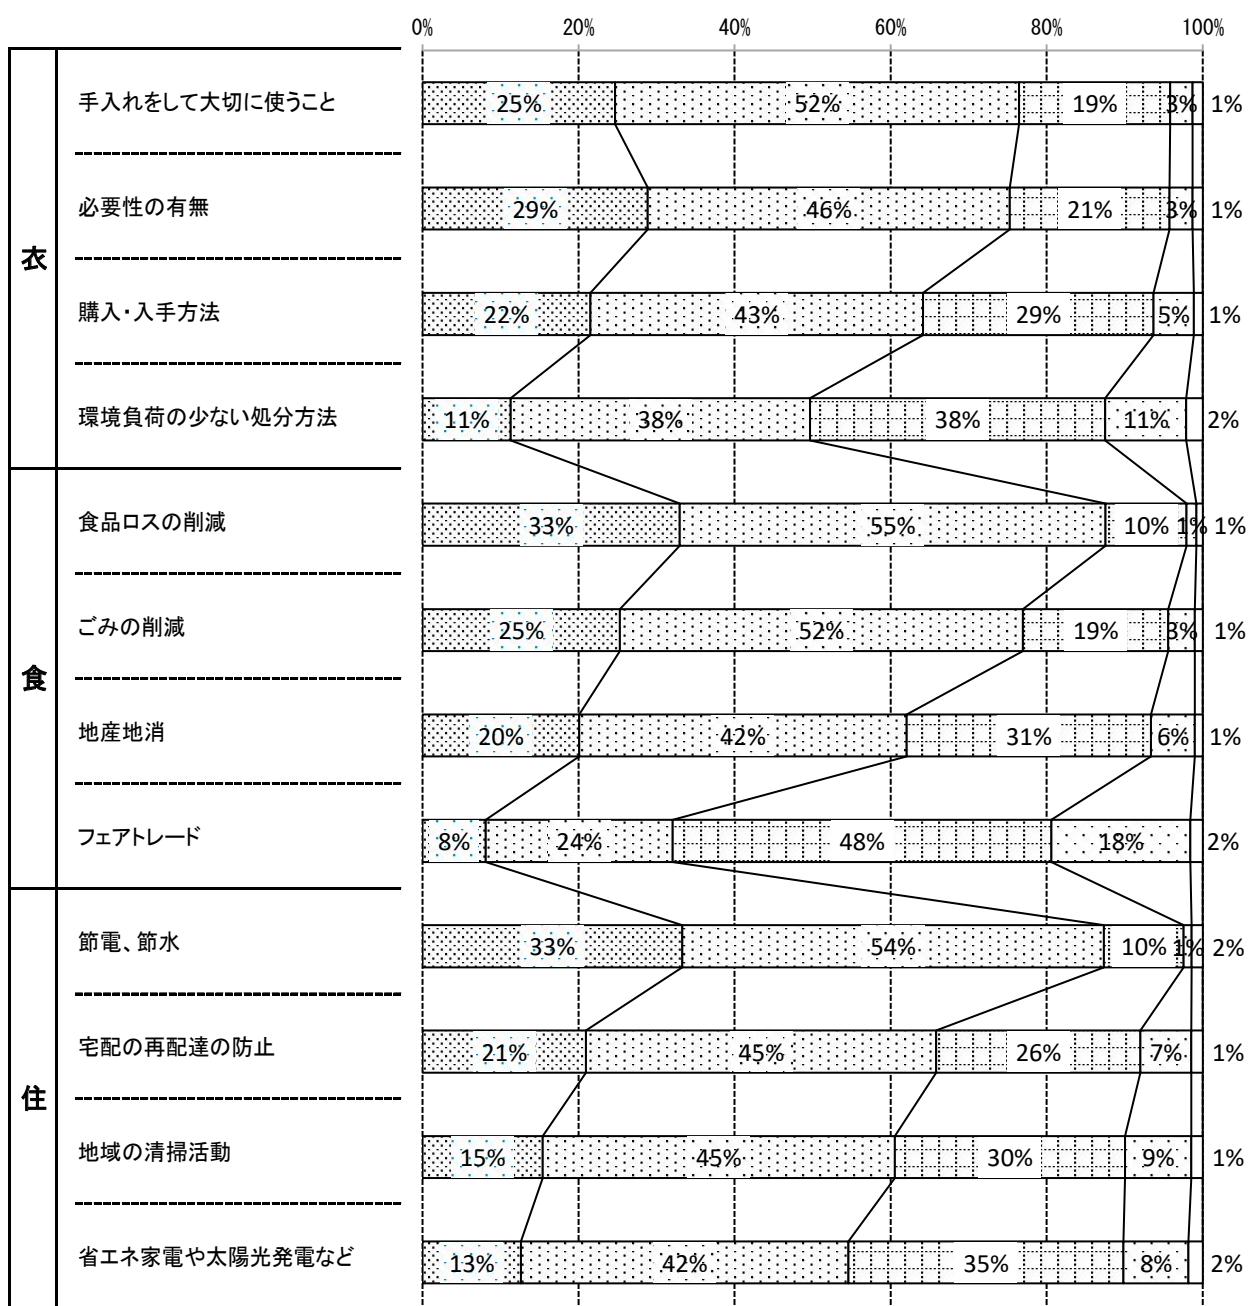 0% 20% 40% 60% 80% 100%
衣
手入れをして大切に使うこと 25% 52% 19% 3% 1%
必要性の有無 29% 46% 21% 3% 1%
購入・入手方法 22% 43% 29% 5% 1%
環境負荷の少ない処分方法 11% 38% 38% 11% 2%
食
食品ロスの削減 33% 55% 10% 1% 1%
ごみの削減 25% 52% 19% 3% 1%
地産地消 20% 42% 31% 6% 1%
フェアトレード 8% 24% 48% 18% 2%
住
節電、節水 33% 54% 10% 1% 2%
宅配の再配達の防止 21% 45% 26% 7% 1%
地域の清掃活動 15% 45% 30% 9% 1%
省エネ家電や太陽光発電など 13% 42% 35% 8% 2%